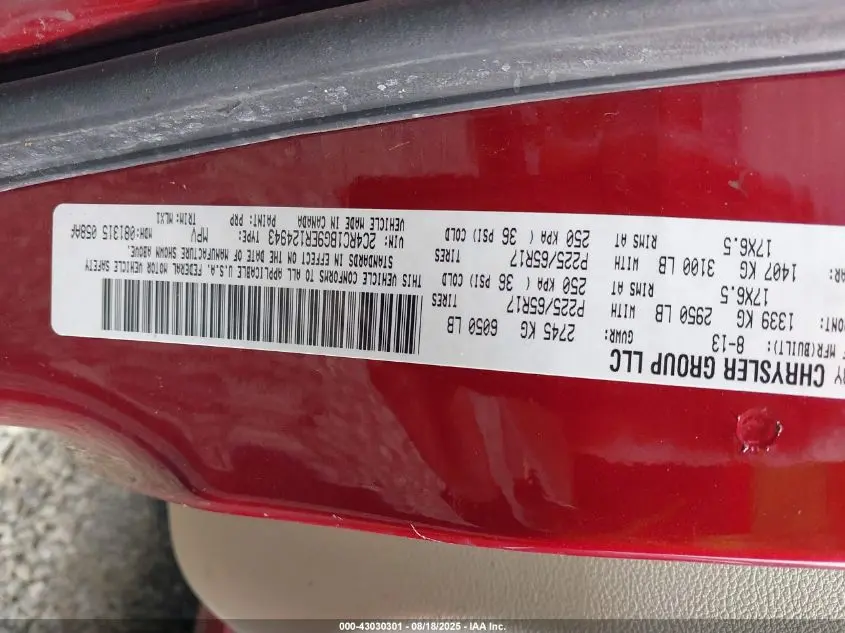 BY CHRYSLER GROUP LLC
MFR(BUILT): 8-13 GVWR: 2745 KG 6050 LB
ONT: 1339 KG 2950 LB WITH P225/65R17 TIRES
17X6.5 RIMS AT 250 KPA ( 36 PSI) COLD
AR: 1407 KG 3100 LB WITH P225/65R17 TIRES
17X6.5 RIMS AT 250 KPA ( 36 PSI) COLD
THIS VEHICLE CONFORMS TO ALL APPLICABLE U.S.A. FEDERAL MOTOR VEHICLE SAFETY
STANDARDS IN EFFECT ON THE DATE OF MANUFACTURE SHOWN ABOVE.
VIN: 2C4RC1BG9ER124943 TYPE: MPV MDH:081315 058AF
VEHICLE MADE IN CANADA PAINT: PRP TRIM: MLX1
000-43030301 - 08/18/2025 - IAA Inc.